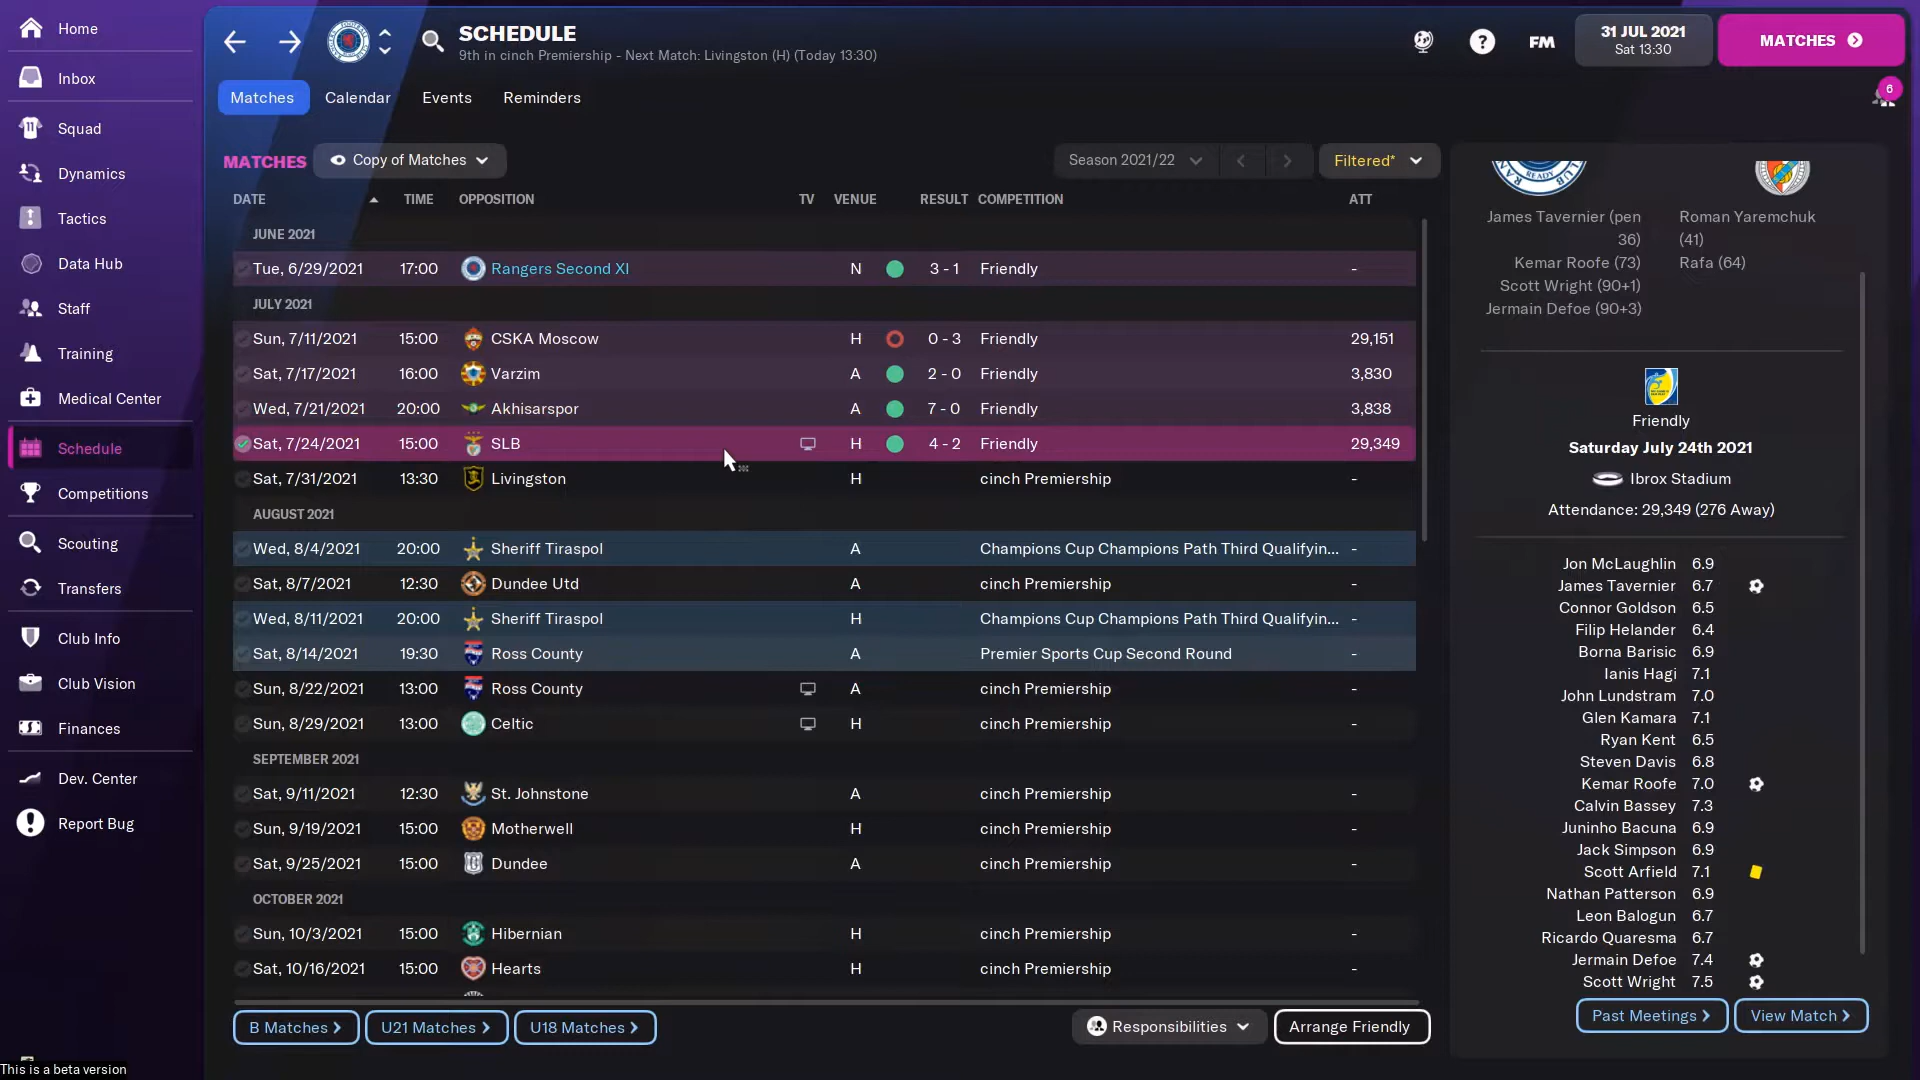 Home
Inbox
Squad
Dynamics
Tactics
Data Hub
Staff
Training
Medical Center
Schedule
Competitions
Scouting
Transfers
Club Info
Club Vision
Finances
Dev. Center
Report Bug
This is a beta version
SCHEDULE
9th in cinch Premiership - Next Match: Livingston (H) (Today 13:30)
FM
31 JUL 2021
Sat 13:30
MATCHES
6
Matches Calendar Events Reminders
MATCHES Copy of Matches Season 2021/22 Filtered*
DATE TIME OPPOSITION TV VENUE RESULT COMPETITION ATT
JUNE 2021
Tue, 6/29/2021 17:00 Rangers Second XI N 3 - 1 Friendly -
JULY 2021
Sun, 7/11/2021 15:00 CSKA Moscow H 0 - 3 Friendly 29,151
Sat, 7/17/2021 16:00 Varzim A 2 - 0 Friendly 3,830
Wed, 7/21/2021 20:00 Akhisarspor A 7 - 0 Friendly 3,838
Sat, 7/24/2021 15:00 SLB H 4 - 2 Friendly 29,349
Sat, 7/31/2021 13:30 Livingston H cinch Premiership -
AUGUST 2021
Wed, 8/4/2021 20:00 Sheriff Tiraspol A Champions Cup Champions Path Third Qualifyin... -
Sat, 8/7/2021 12:30 Dundee Utd A cinch Premiership -
Wed, 8/11/2021 20:00 Sheriff Tiraspol H Champions Cup Champions Path Third Qualifyin... -
Sat, 8/14/2021 19:30 Ross County A Premier Sports Cup Second Round -
Sun, 8/22/2021 13:00 Ross County A cinch Premiership -
Sun, 8/29/2021 13:00 Celtic H cinch Premiership -
SEPTEMBER 2021
Sat, 9/11/2021 12:30 St. Johnstone A cinch Premiership -
Sun, 9/19/2021 15:00 Motherwell H cinch Premiership -
Sat, 9/25/2021 15:00 Dundee A cinch Premiership -
OCTOBER 2021
Sun, 10/3/2021 15:00 Hibernian H cinch Premiership -
Sat, 10/16/2021 15:00 Hearts H cinch Premiership -
B Matches U21 Matches U18 Matches Responsibilities Arrange Friendly
READY
James Tavernier (pen
36)
Kemar Roofe (73)
Scott Wright (90+1)
Jermain Defoe (90+3)
Roman Yaremchuk
(41)
Rafa (64)
Friendly
Saturday July 24th 2021
Ibrox Stadium
Attendance: 29,349 (276 Away)
Jon McLaughlin 6.9
James Tavernier 6.7
Connor Goldson 6.5
Filip Helander 6.4
Borna Barisic 6.9
Ianis Hagi 7.1
John Lundstram 7.0
Glen Kamara 7.1
Ryan Kent 6.5
Steven Davis 6.8
Kemar Roofe 7.0
Calvin Bassey 7.3
Juninho Bacuna 6.9
Jack Simpson 6.9
Scott Arfield 7.1
Nathan Patterson 6.9
Leon Balogun 6.7
Ricardo Quaresma 6.7
Jermain Defoe 7.4
Scott Wright 7.5
Past Meetings View Match